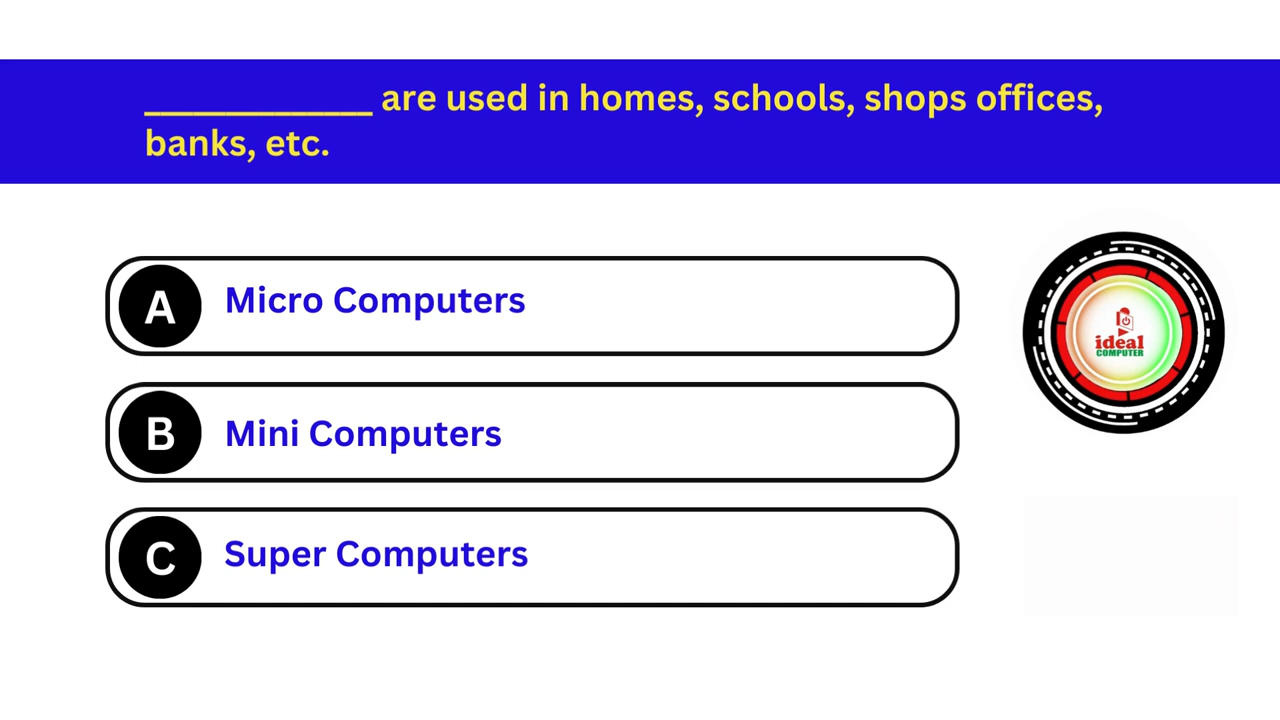 ______________ are used in homes, schools, shops offices,
banks, etc.
A Micro Computers
B Mini Computers
C Super Computers
ideal
COMPUTER